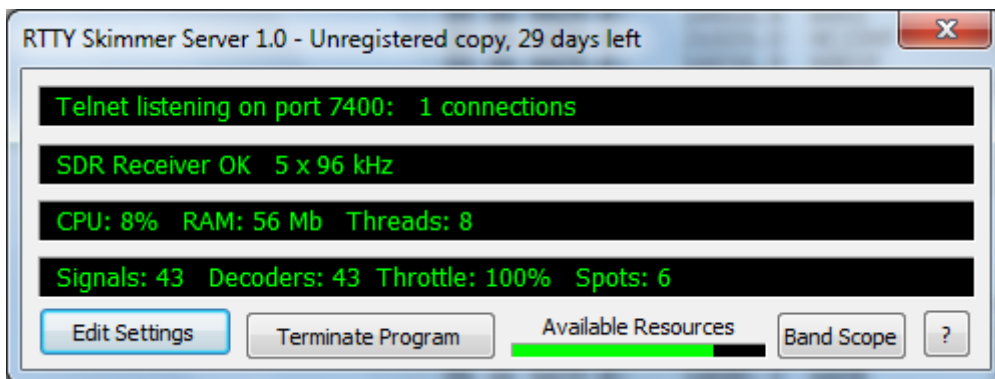 RTTY Skimmer Server 1.0 - Unregistered copy, 29 days left
Telnet listening on port 7400: 1 connections
SDR Receiver OK 5 x 96 kHz
CPU: 8% RAM: 56 Mb Threads: 8
Signals: 43 Decoders: 43 Throttle: 100% Spots: 6
Edit Settings Terminate Program Available Resources Band Scope ?